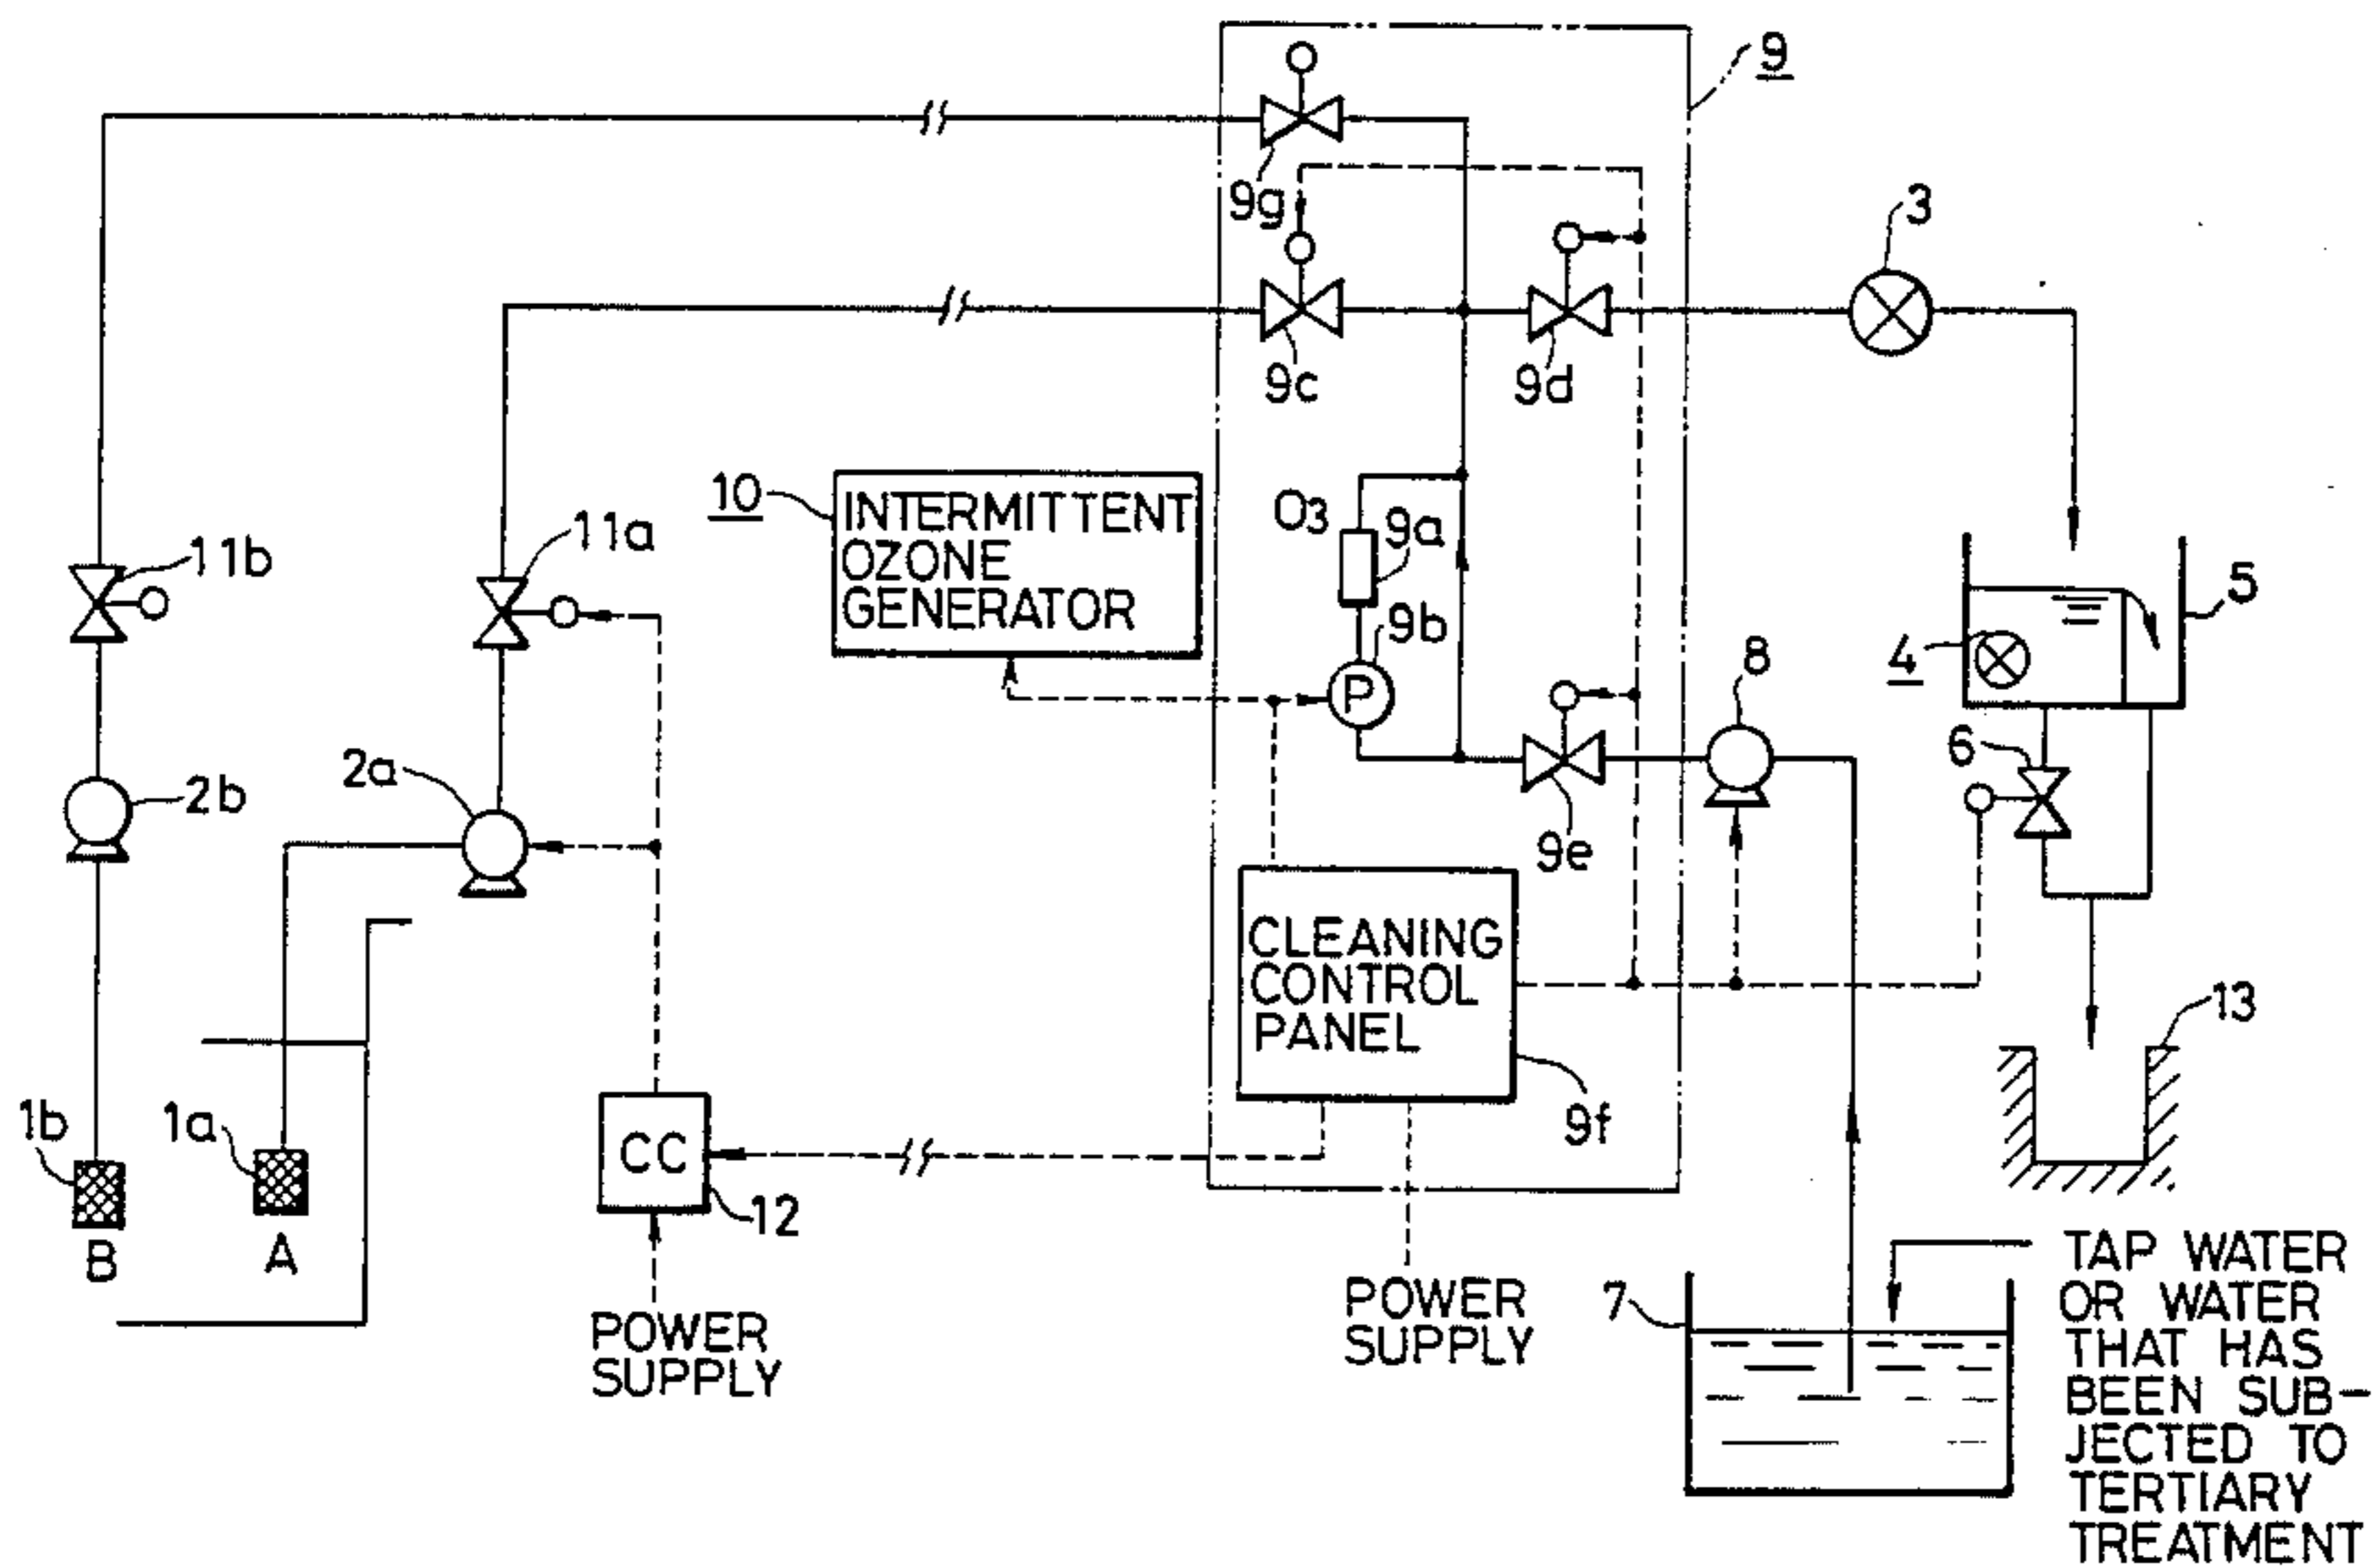 9
9g
3
9c
9d
10
INTERMITTENT
OZONE
GENERATOR
O3
9a
9b
11b
11a
5
4
8
6
2a
2b
9e
CLEANING
CONTROL
PANEL
9f
13
1b
1a
CC
12
B
A
P
POWER
SUPPLY
POWER
SUPPLY
7
TAP WATER
OR WATER
THAT HAS
BEEN SUB-
JECTED TO
TERTIARY
TREATMENT